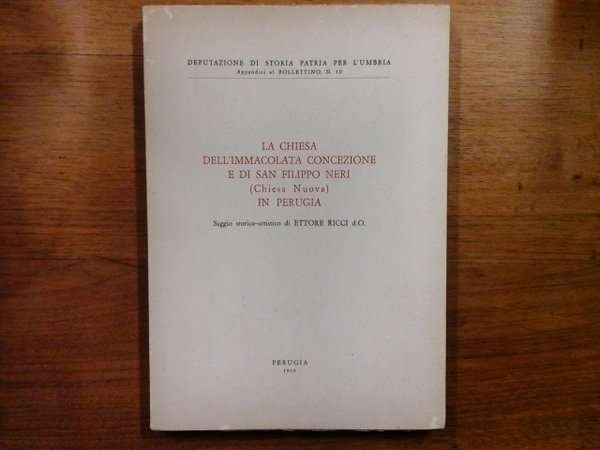 DEPUTAZIONE DI STORIA PATRIA PER L'UMBRIA
Appendici al BOLLETTINO, N. 10
LA CHIESA
DELL'IMMACOLATA CONCEZIONE
E DI SAN FILIPPO NERI
(Chiesa Nuova)
IN PERUGIA
Saggio storico-artistico di ETTORE RICCI d.O.
PERUGIA
1969